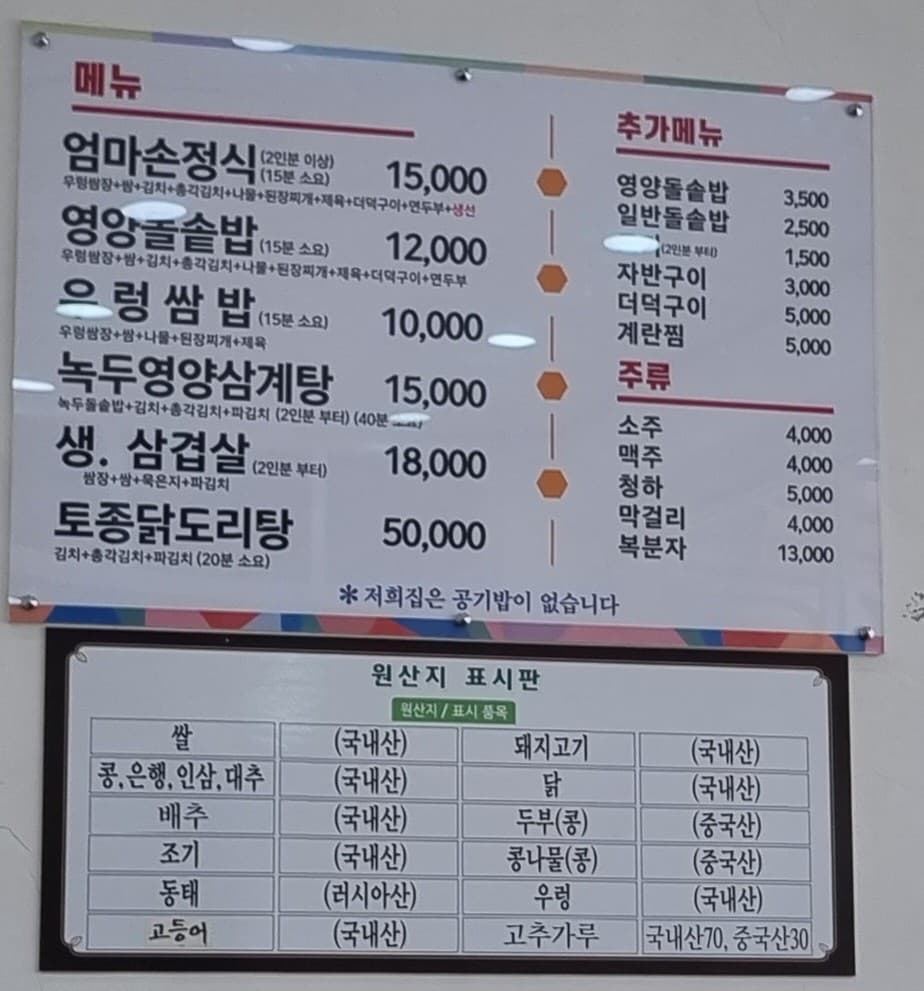 메뉴
엄마손정식 (2인분 이상) (15분 소요) 15,000
우렁쌈장+쌈+김치+총각김치+나물+된장찌개+제육+더덕구이+연두부+생선
영양돌솥밥 (15분 소요) 12,000
우렁쌈장+쌈+김치+총각김치+나물+된장찌개+제육+더덕구이+연두부
우렁쌈밥 (15분 소요) 10,000
우렁쌈장+쌈+나물+된장찌개+제육
녹두영양삼계탕 15,000
녹두돌솥밥+김치+총각김치+파김치 (2인분 부터) (40분
생. 삼겹살 (2인분 부터) 18,000
쌈장+쌈+묵은지+파김치
토종닭도리탕 50,000
김치+총각김치+파김치 (20분 소요)
추가메뉴
영양돌솥밥 3,500
일반돌솥밥 2,500
(2인분 부터) 1,500
자반구이 3,000
더덕구이 5,000
계란찜 5,000
주류
소주 4,000
맥주 4,000
청하 5,000
막걸리 4,000
복분자 13,000
* 저희집은 공기밥이 없습니다
원산지 표시판
원산지 / 표시 품목
쌀 (국내산) 돼지고기 (국내산)
콩,은행,인삼,대추 (국내산) 닭 (국내산)
배추 (국내산) 두부(콩) (중국산)
조기 (국내산) 콩나물(콩) (중국산)
동태 (러시아산) 우렁 (국내산)
고등어 (국내산) 고추가루 국내산70, 중국산30